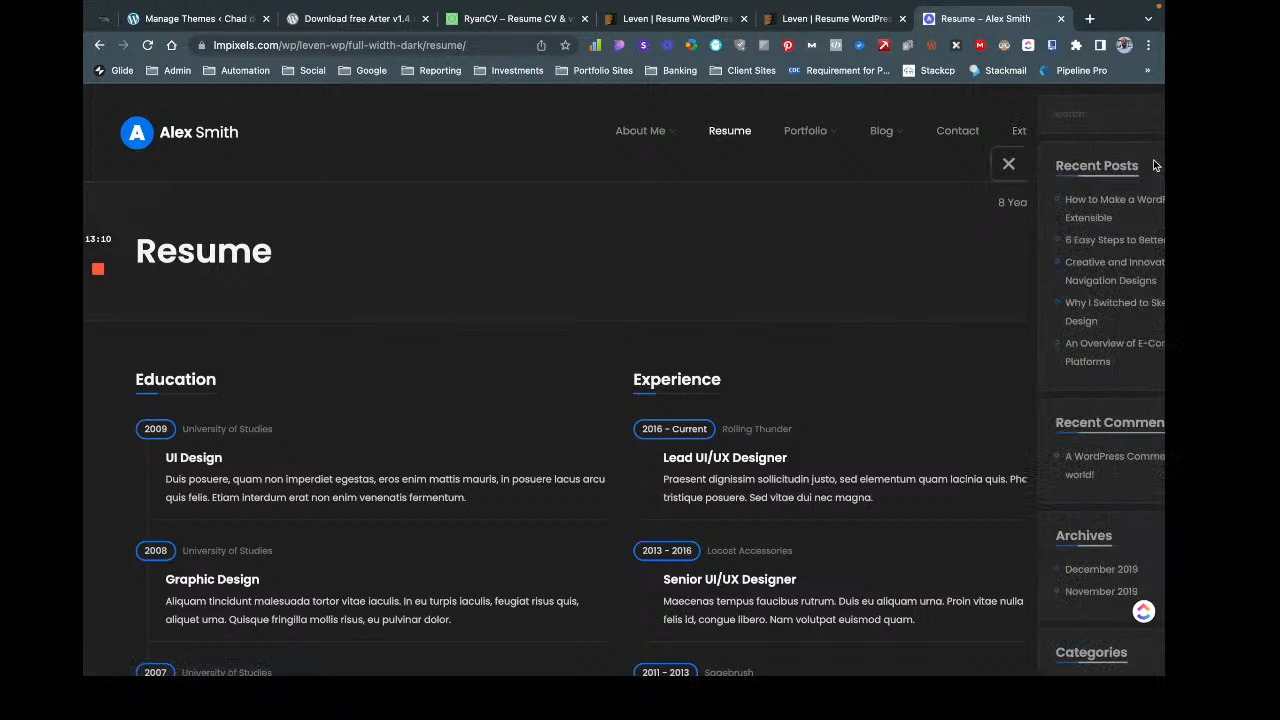 Manage Themes ‹ Chad d
Download free Arter v1.4.
RyanCV – Resume CV & v
Leven | Resume WordPres
Leven | Resume WordPres
Resume – Alex Smith
lmpixels.com/wp/leven-wp/full-width-dark/resume/
Glide
Admin
Automation
Social
Google
Reporting
Investments
Portfolio Sites
Banking
Client Sites
CDC
Requirement for P...
Stackcp
Stackmail
Pipeline Pro
»
A
Alex Smith
About Me
Resume
Portfolio
Blog
Contact
Ext
8 Yea
13:10
Resume
Education
2009
University of Studies
UI Design
Duis posuere, quam non imperdiet egestas, eros enim mattis mauris, in posuere lacus arcu
quis felis. Etiam interdum erat non enim venenatis fermentum.
2008
University of Studies
Graphic Design
Aliquam tincidunt malesuada tortor vitae iaculis. In eu turpis iaculis, feugiat risus quis,
aliquet urna. Quisque fringilla mollis risus, eu pulvinar dolor.
2007
University of Studies
Experience
2016 - Current
Rolling Thunder
Lead UI/UX Designer
Praesent dignissim sollicitudin justo, sed elementum quam lacinia quis. Pha
tristique posuere. Sed vitae dui nec magna.
2013 - 2016
Locost Accessories
Senior UI/UX Designer
Maecenas tempus faucibus rutrum. Duis eu aliquam urna. Proin vitae nulla
felis id, congue libero. Nam volutpat euismod quam.
2011 - 2013
Sagebrush
Recent Posts
How to Make a WordP
Extensible
6 Easy Steps to Better
Creative and Innovat
Navigation Designs
Why I Switched to Ske
Design
An Overview of E-Cor
Platforms
Recent Commen
A WordPress Comme
world!
Archives
December 2019
November 2019
Categories